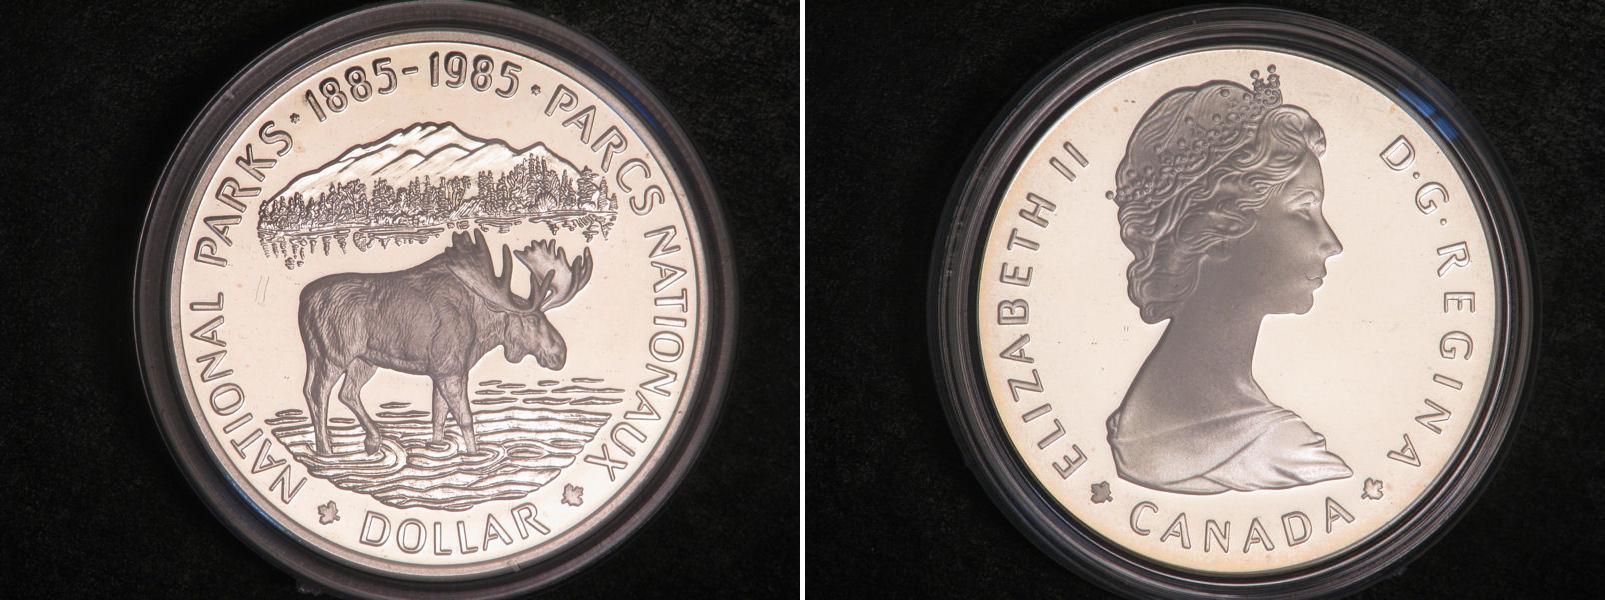 NATIONAL PARKS · 1885-1985 · PARCS NATIONAUX
DOLLAR
ELIZABETH II D·G·REGINA
CANADA